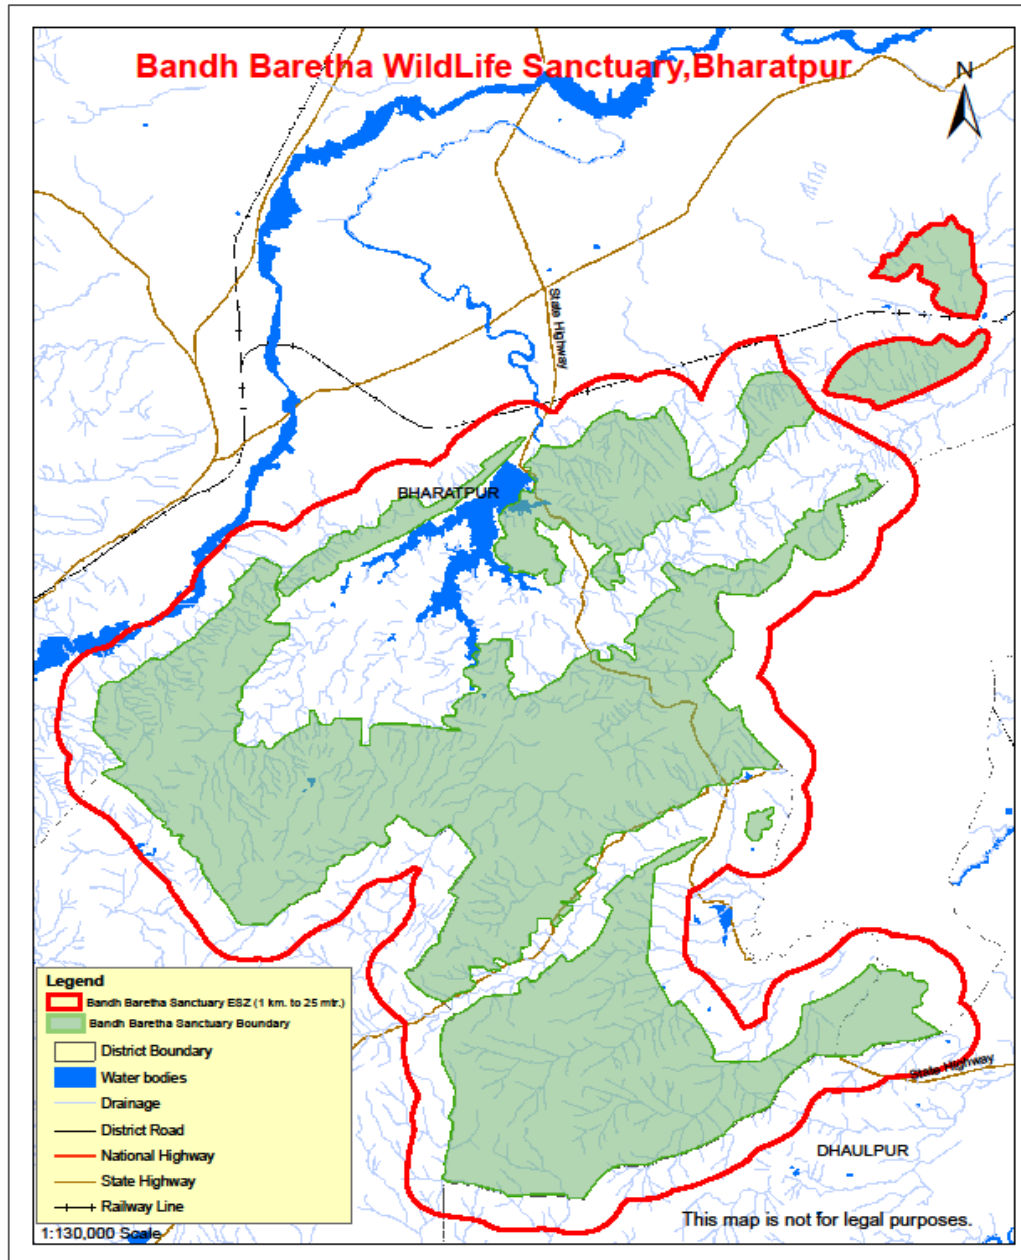 Bandh Baretha WildLife Sanctuary,Bharatpur
N
State Highway
BHARATPUR
Legend
Bandh Baretha Sanctuary ESZ (1 km. to 25 mtr.)
Bandh Baretha Sanctuary Boundary
District Boundary
Water bodies
Drainage
District Road
National Highway
State Highway
Railway Line
1:130,000 Scale
State Highway
DHAULPUR
This map is not for legal purposes.